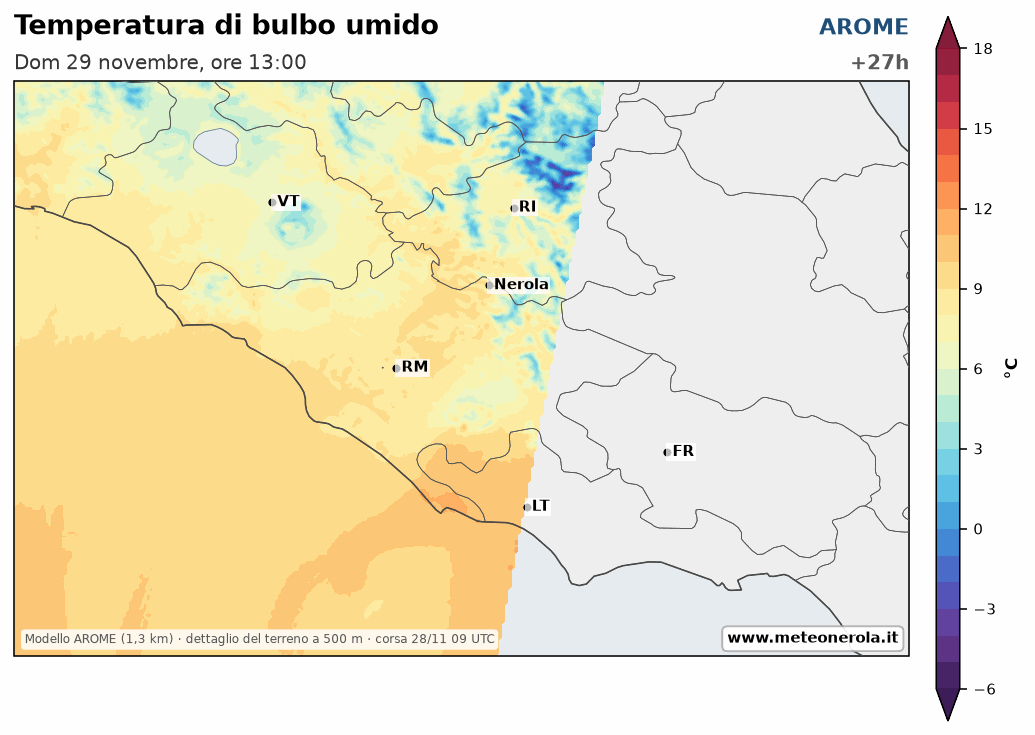 Temperatura di bulbo umido
AROME
Dom 29 novembre, ore 13:00
+27h
18
15
12
9
6
3
0
−3
−6
°C
VT
RI
Nerola
RM
FR
LT
Modello AROME (1,3 km) · dettaglio del terreno a 500 m · corsa 28/11 09 UTC
www.meteonerola.it